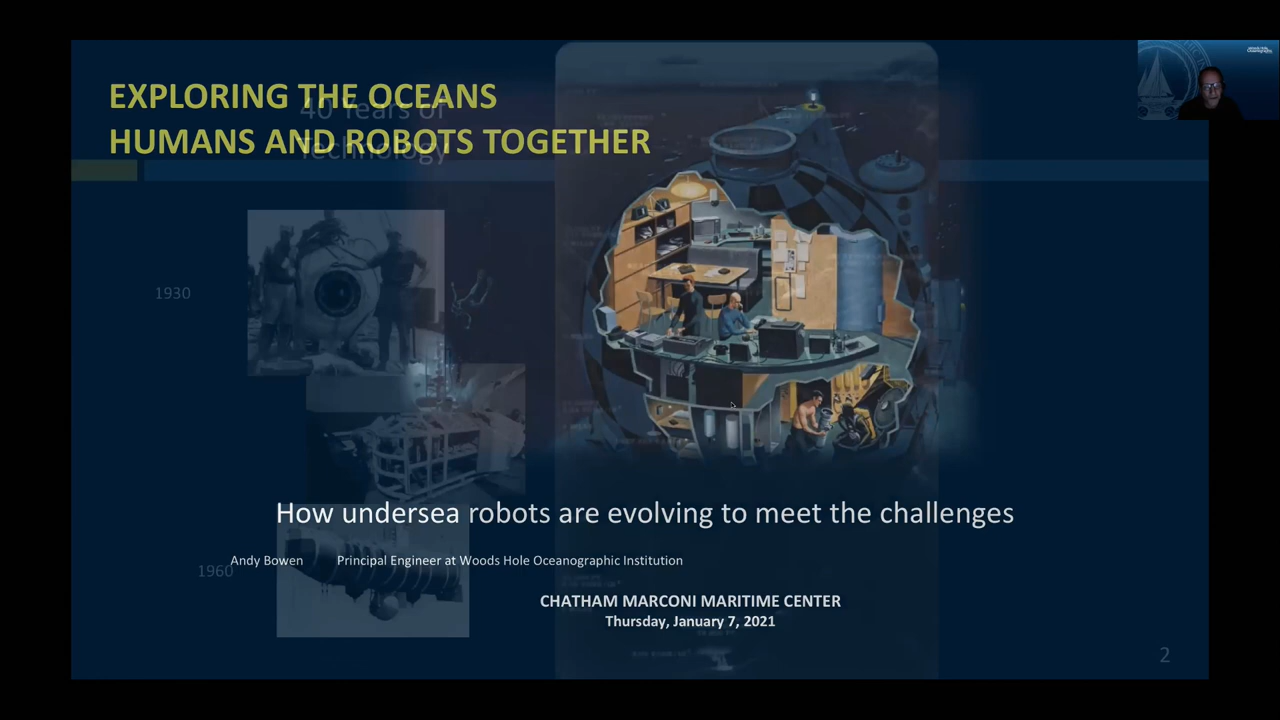 EXPLORING THE OCEANS
HUMANS AND ROBOTS TOGETHER
40 Years of
Technology
1930
How undersea robots are evolving to meet the challenges
Andy Bowen Principal Engineer at Woods Hole Oceanographic Institution
1960
CHATHAM MARCONI MARITIME CENTER
Thursday, January 7, 2021
2